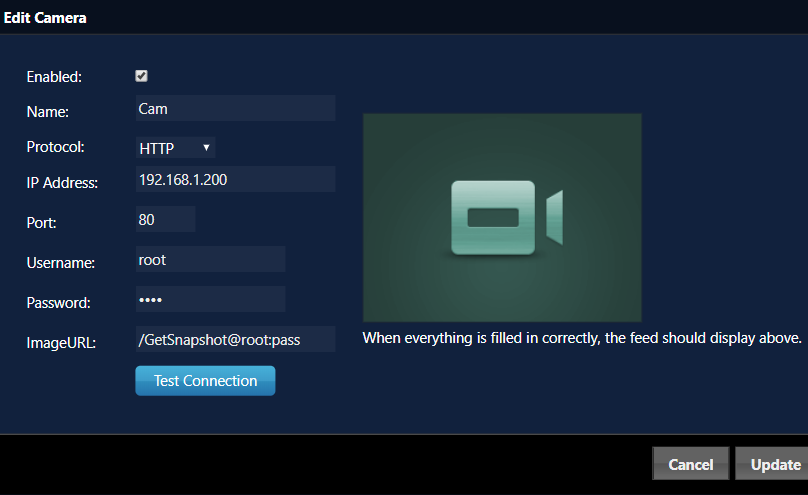 Edit Camera
Enabled:
Name: Cam
Protocol: HTTP
IP Address: 192.168.1.200
Port: 80
Username: root
Password: ••••
ImageURL: /GetSnapshot@root:pass
When everything is filled in correctly, the feed should display above.
Test Connection
Cancel Update